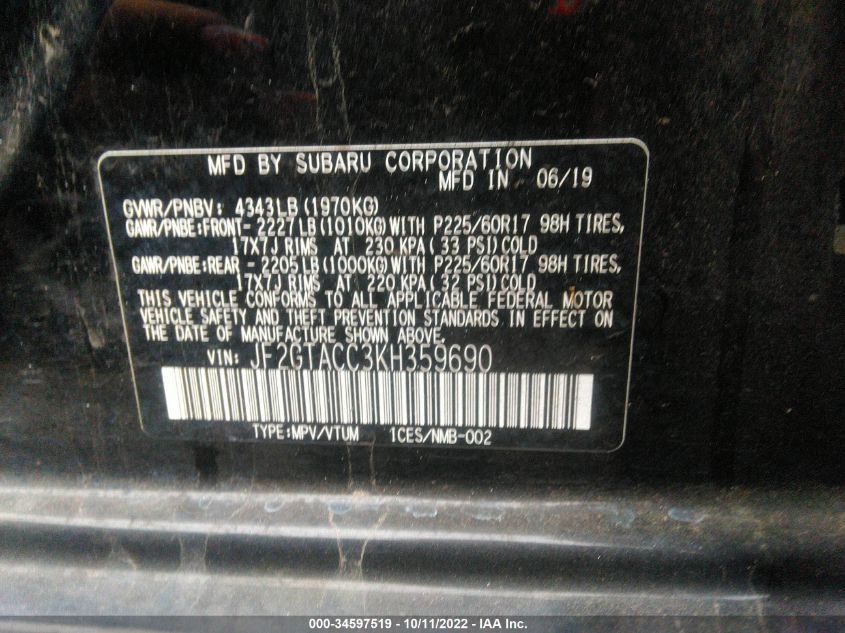 MFD BY SUBARU CORPORATION
MFD IN 06/19
GVWR/PNBV: 4343LB (1970KG)
GAWR/PNBE:FRONT-2227LB(1010KG)WITH P225/60R17 98H TIRES,
17X7J RIMS AT 230 KPA( 33 PSI)COLD
GAWR/PNBE:REAR -2205LB(1000KG)WITH P225/60R17 98H TIRES,
17X7J RIMS AT 220 KPA( 32 PSI)COLD
THIS VEHICLE CONFORMS TO ALL APPLICABLE FEDERAL MOTOR
VEHICLE SAFETY AND THEFT PREVENTION STANDARDS IN EFFECT ON
THE DATE OF MANUFACTURE SHOWN ABOVE.
VIN: JF2GTACC3KH359690
TYPE:MPV/VTUM 1CES/NMB-002
000-34597519 - 10/11/2022 - IAA Inc.